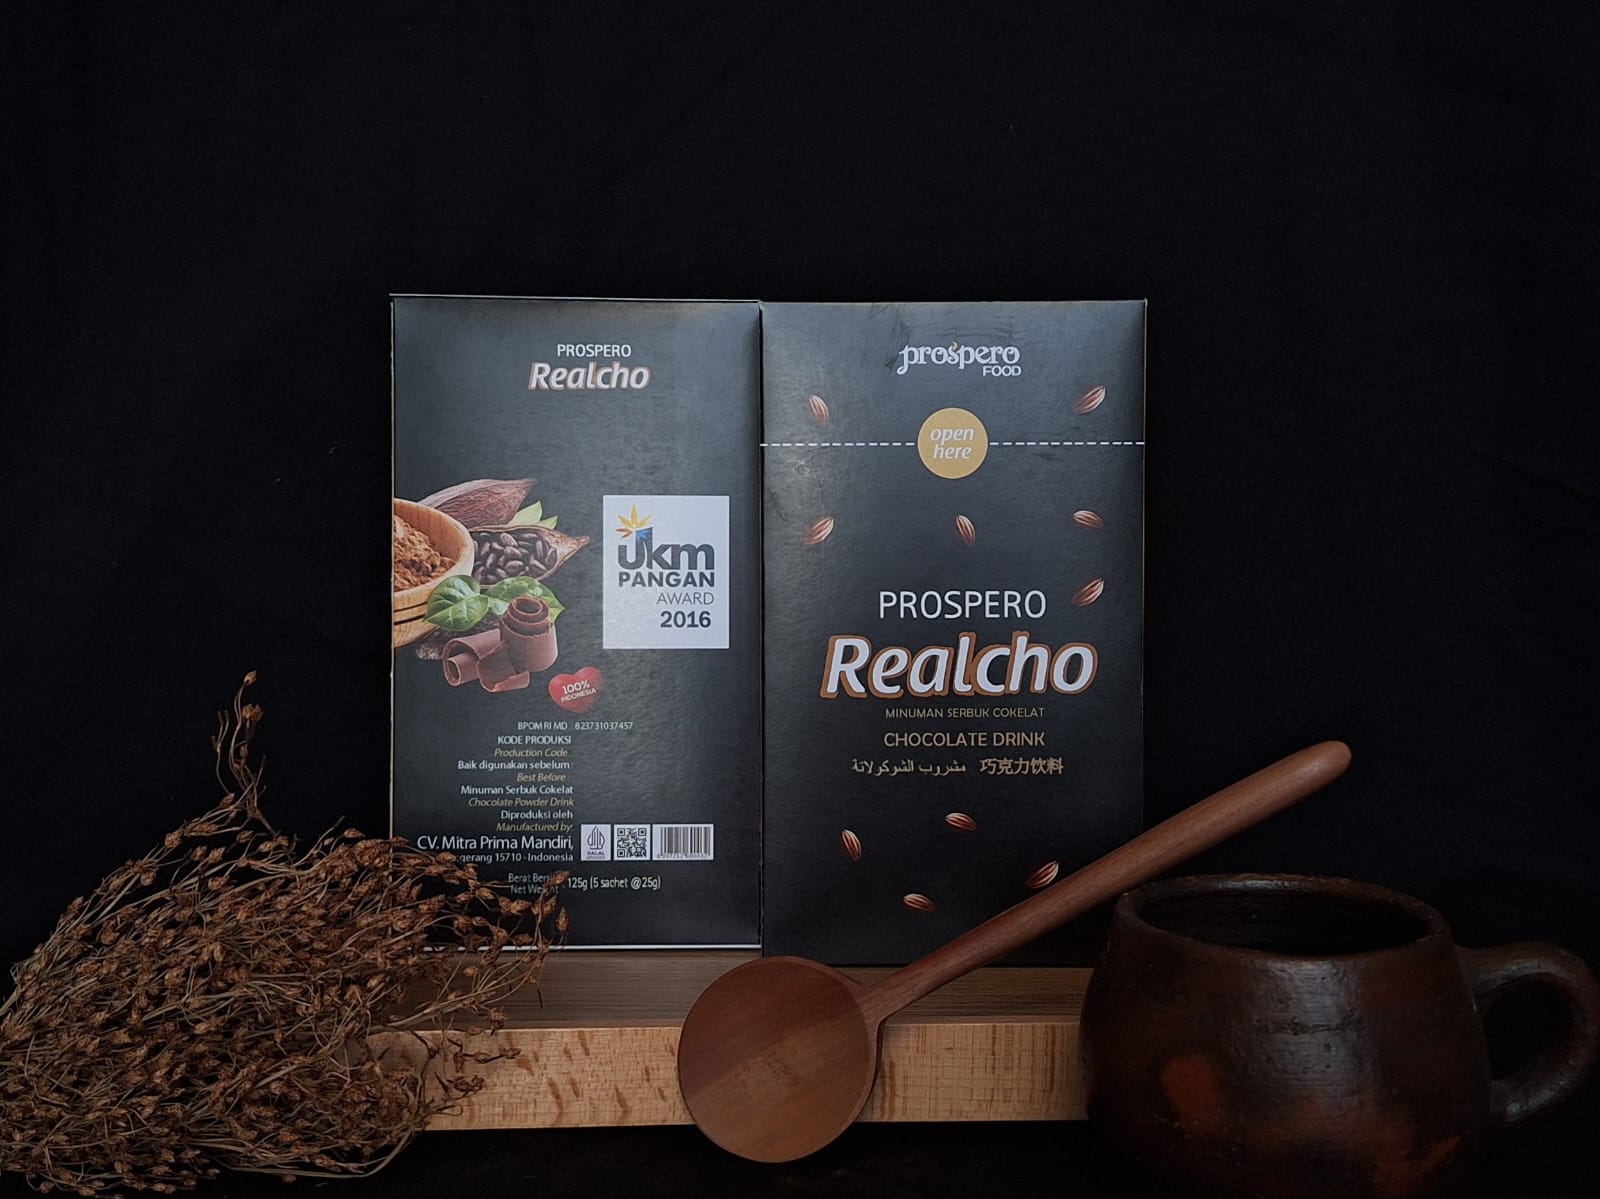 PROSPERO
Realcho
ukm
PANGAN
AWARD
2016
100%
INDONESIA
BPOM RI MD 823731037457
KODE PRODUKSI
Production Code
Baik digunakan sebelum :
Best Before :
Minuman Serbuk Cokelat
Chocolate Powder Drink
Diproduksi oleh
Manufactured by:
CV. Mitra Prima Mandiri,
15710 - Indonesia
HALAL
Berat
Net
125g (5 sachet @25g)
prospero
FOOD
open
here
PROSPERO
Realcho
MINUMAN SERBUK COKELAT
CHOCOLATE DRINK
مشروب الشوكولاتة 巧克力饮料